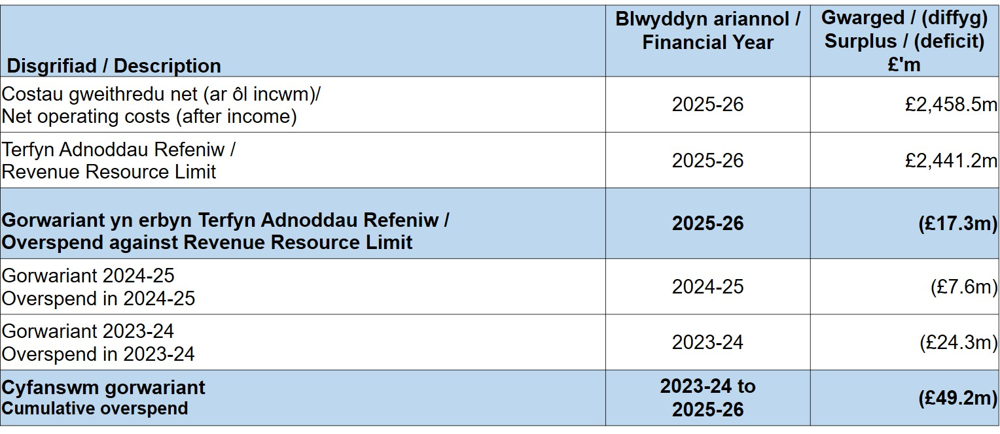 Disgrifiad / Description
Blwyddyn ariannol /
Financial Year
Gwarged / (diffyg)
Surplus / (deficit)
£'m
Costau gweithredu net (ar ôl incwm)/
Net operating costs (after income)
2025-26
£2,458.5m
Terfyn Adnoddau Refeniw /
Revenue Resource Limit
2025-26
£2,441.2m
Gorwariant yn erbyn Terfyn Adnoddau Refeniw /
Overspend against Revenue Resource Limit
2025-26
(£17.3m)
Gorwariant 2024-25
Overspend in 2024-25
2024-25
(£7.6m)
Gorwariant 2023-24
Overspend in 2023-24
2023-24
(£24.3m)
Cyfanswm gorwariant
Cumulative overspend
2023-24 to
2025-26
(£49.2m)